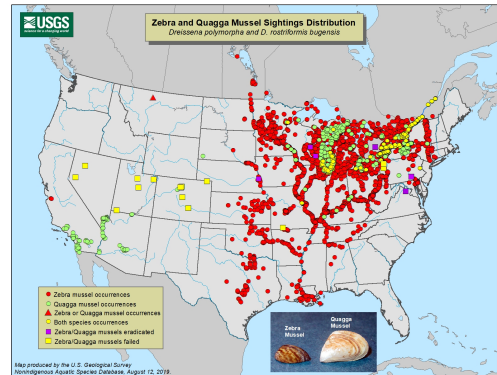 USGS
science for a changing world
Zebra and Quagga Mussel Sightings Distribution
Dreissena polymorpha and D. rostriformis bugensis
Zebra mussel occurrences
Quagga mussel occurrences
Zebra or Quagga mussel occurrences
Both species occurrences
Zebra/Quagga mussels eradicated
Zebra/Quagga mussels failed
Zebra
Mussel
Quagga
Mussel
Map produced by the U.S. Geological Survey
Nonindigenous Aquatic Species Database, August 12, 2019